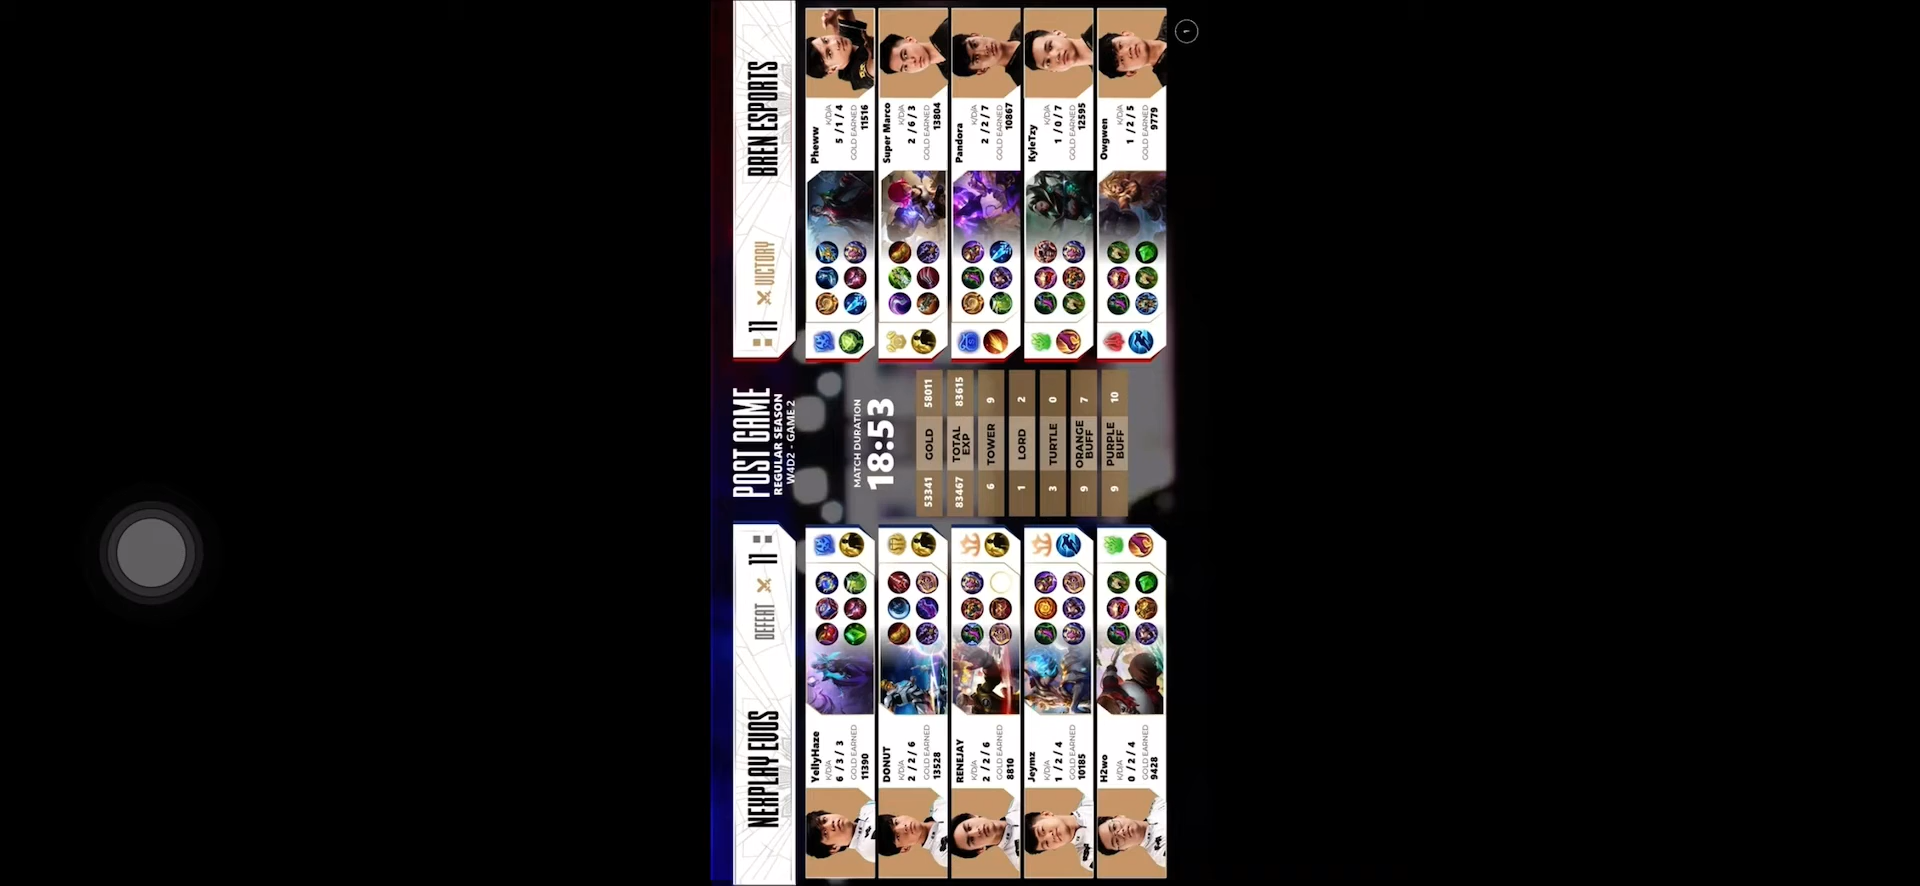 NEXPLAY EVOS
DEFEAT
11
POST GAME
REGULAR SEASON
W4D2 - GAME 2
11
VICTORY
BREN ESPORTS
YellyHaze
K/D/A
6 / 3 / 3
GOLD EARNED
11390
DONUT
K/D/A
2 / 2 / 6
GOLD EARNED
13528
RENEJAY
K/D/A
2 / 2 / 6
GOLD EARNED
8810
Jeymz
K/D/A
1 / 2 / 4
GOLD EARNED
10185
H2wo
K/D/A
0 / 2 / 4
GOLD EARNED
9428
MATCH DURATION
18:53
53341 GOLD 58011
83467 TOTAL EXP 83615
6 TOWER 9
1 LORD 2
3 TURTLE 0
9 ORANGE BUFF 7
9 PURPLE BUFF 10
Pheww
K/D/A
5 / 1 / 4
GOLD EARNED
11516
Super Marco
K/D/A
2 / 6 / 3
GOLD EARNED
13804
Pandora
K/D/A
2 / 2 / 7
GOLD EARNED
10867
KyleTzy
K/D/A
1 / 0 / 7
GOLD EARNED
12595
Owgwen
K/D/A
1 / 2 / 5
GOLD EARNED
9779